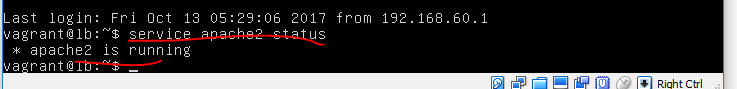 Last login: Fri Oct 13 05:29:06 2017 from 192.168.60.1
vagrant@lb:~$ service apache2 status
 * apache2 is running
vagrant@lb:~$ _
Right Ctrl